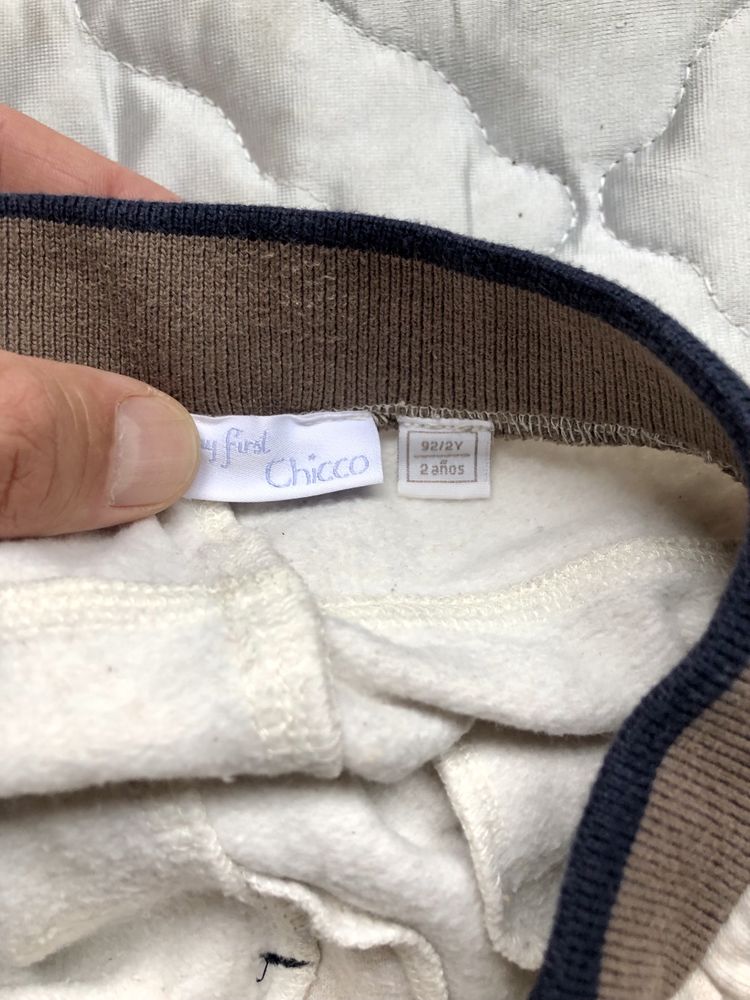 first
Chicco
92/2Y
2 años